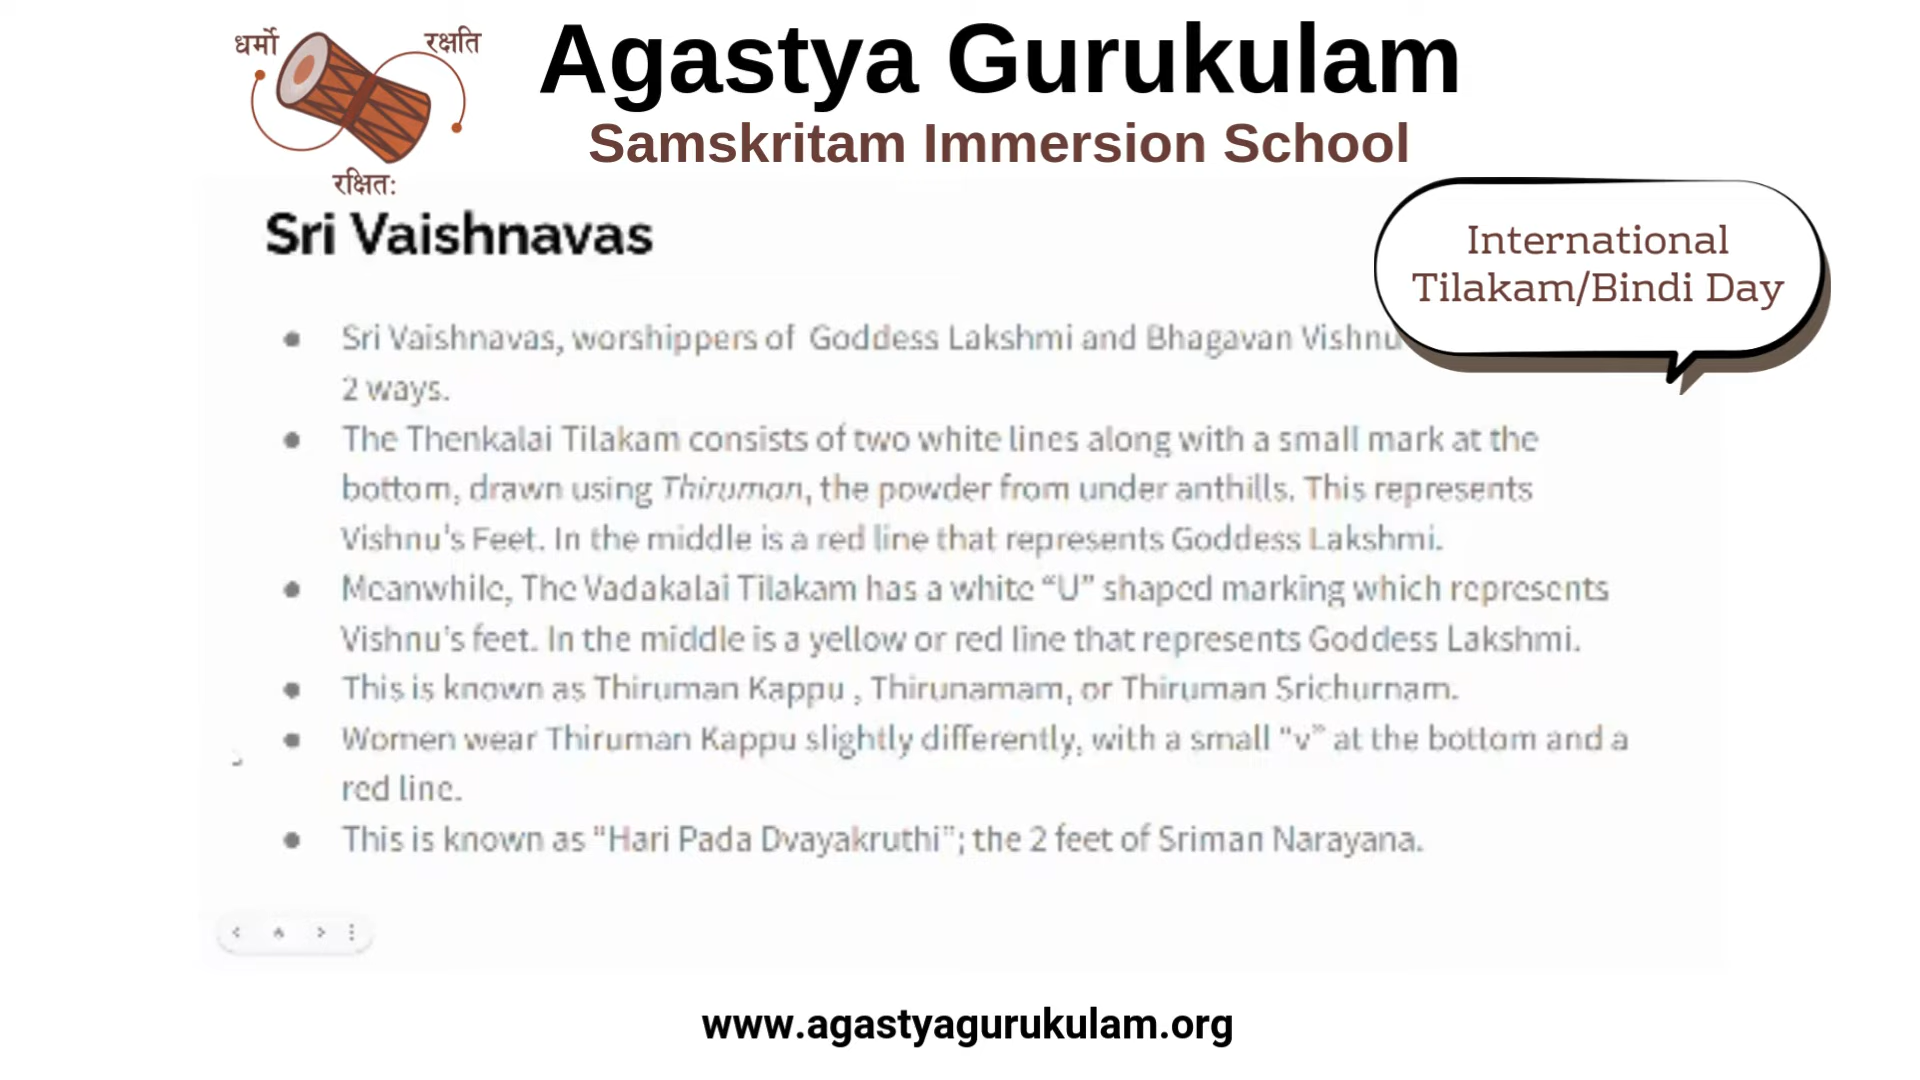 धर्मो रक्षति
रक्षित:
Agastya Gurukulam
Samskritam Immersion School
International
Tilakam/Bindi Day
Sri Vaishnavas
● Sri Vaishnavas, worshippers of Goddess Lakshmi and Bhagavan Vishnu
2 ways.
● The Thenkalai Tilakam consists of two white lines along with a small mark at the
bottom, drawn using Thiruman, the powder from under anthills. This represents
Vishnu's Feet. In the middle is a red line that represents Goddess Lakshmi.
● Meanwhile, The Vadakalai Tilakam has a white “U” shaped marking which represents
Vishnu's feet. In the middle is a yellow or red line that represents Goddess Lakshmi.
● This is known as Thiruman Kappu , Thirunamam, or Thiruman Srichurnam.
● Women wear Thiruman Kappu slightly differently, with a small “v” at the bottom and a
red line.
● This is known as "Hari Pada Dvayakruthi"; the 2 feet of Sriman Narayana.
www.agastyagurukulam.org